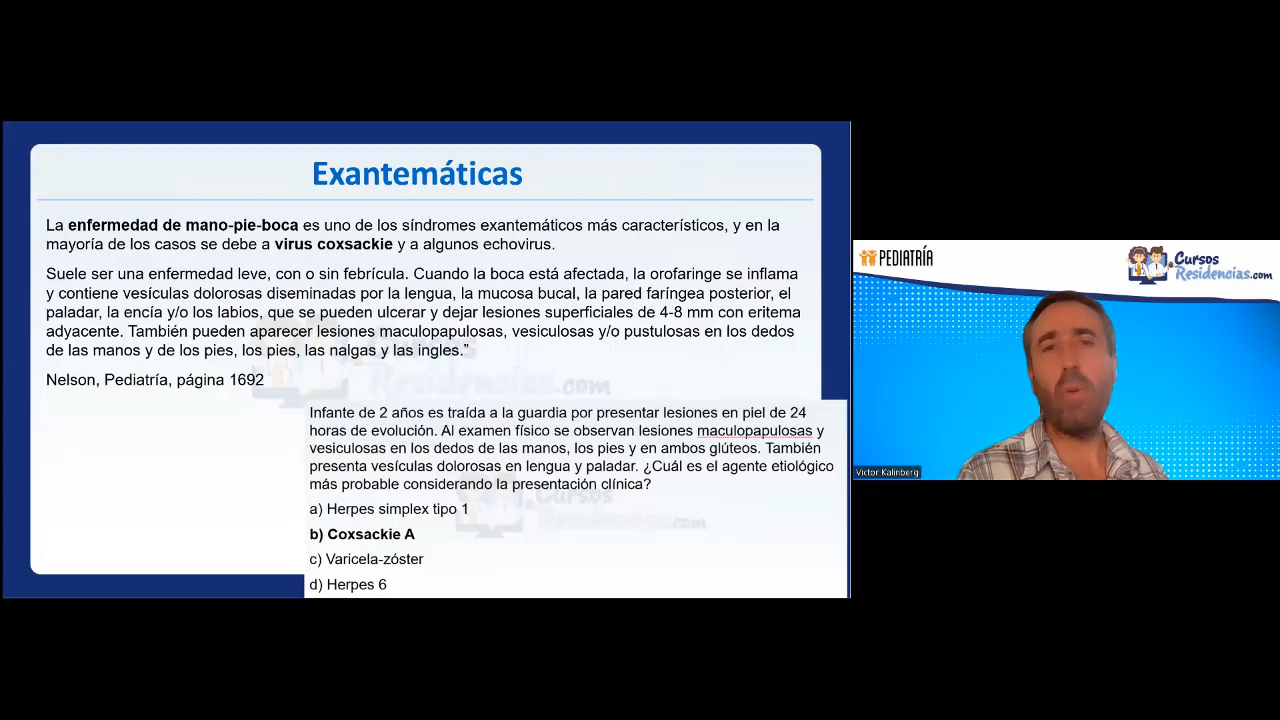 Exantemáticas
La enfermedad de mano-pie-boca es uno de los síndromes exantemáticos más característicos, y en la
mayoría de los casos se debe a virus coxsackie y a algunos echovirus.
Suele ser una enfermedad leve, con o sin febrícula. Cuando la boca está afectada, la orofaringe se inflama
y contiene vesículas dolorosas diseminadas por la lengua, la mucosa bucal, la pared faríngea posterior, el
paladar, la encía y/o los labios, que se pueden ulcerar y dejar lesiones superficiales de 4-8 mm con eritema
adyacente. También pueden aparecer lesiones maculopapulosas, vesiculosas y/o pustulosas en los dedos
de las manos y de los pies, los pies, las nalgas y las ingles.”
Nelson, Pediatría, página 1692
Cursos
Residencias.com
Infante de 2 años es traída a la guardia por presentar lesiones en piel de 24
horas de evolución. Al examen físico se observan lesiones maculopapulosas y
vesiculosas en los dedos de las manos, los pies y en ambos glúteos. También
presenta vesículas dolorosas en lengua y paladar. ¿Cuál es el agente etiológico
más probable considerando la presentación clínica?
Cursos
Residencias.com
a) Herpes simplex tipo 1
b) Coxsackie A
c) Varicela-zóster
d) Herpes 6
PEDIATRÍA
Cursos
Residencias.com
Victor Kalinberg